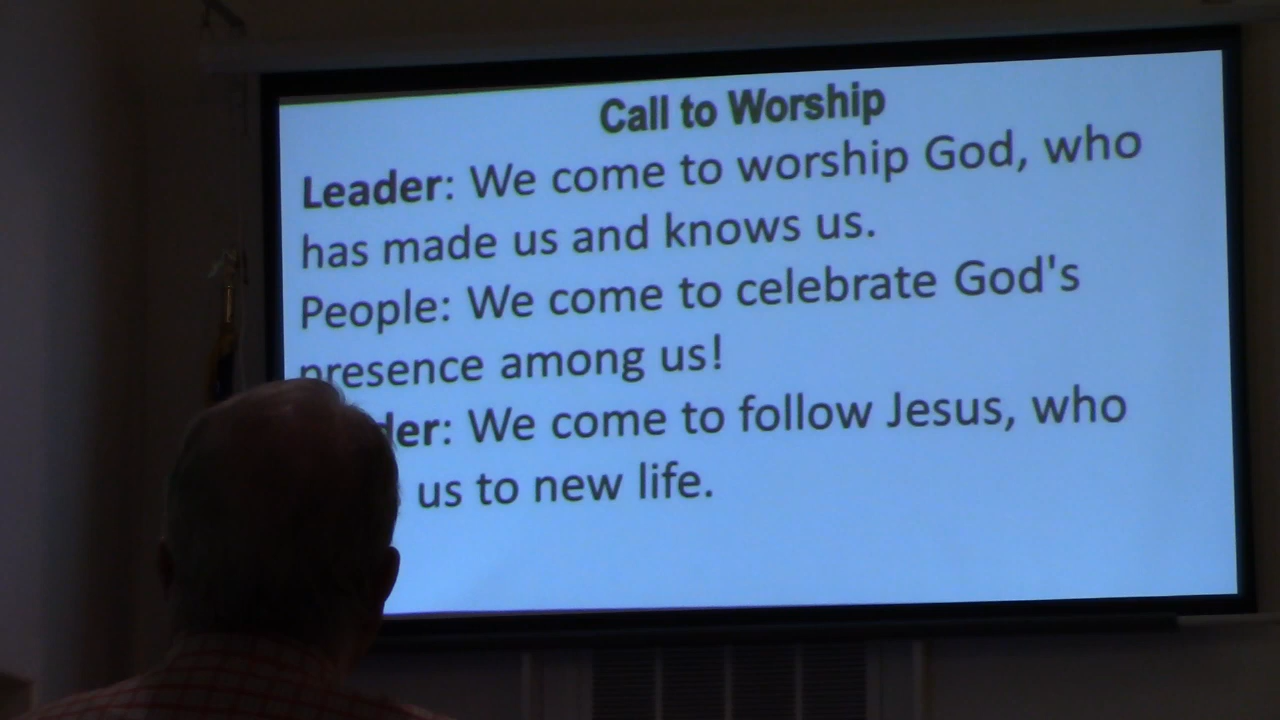 Call to Worship
Leader: We come to worship God, who
has made us and knows us.
People: We come to celebrate God's
presence among us!
der: We come to follow Jesus, who
us to new life.